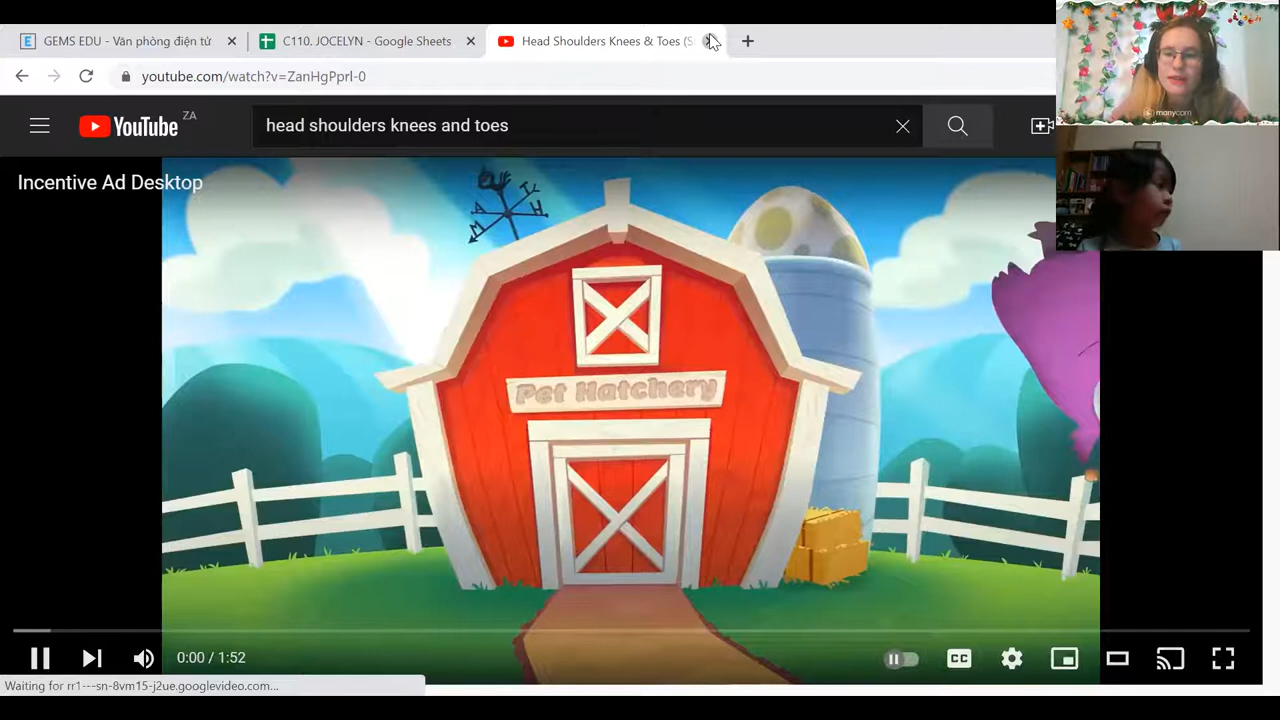 GEMS EDU - Văn phòng điện tử
C110. JOCELYN - Google Sheets
Head Shoulders Knees & Toes (S
youtube.com/watch?v=ZanHgPprl-0
YouTube ZA
head shoulders knees and toes
Incentive Ad Desktop
M A T H
Pet Hatchery
0:00 / 1:52
CC
Waiting for rr1---sn-8vm15-j2ue.googlevideo.com...
manycam